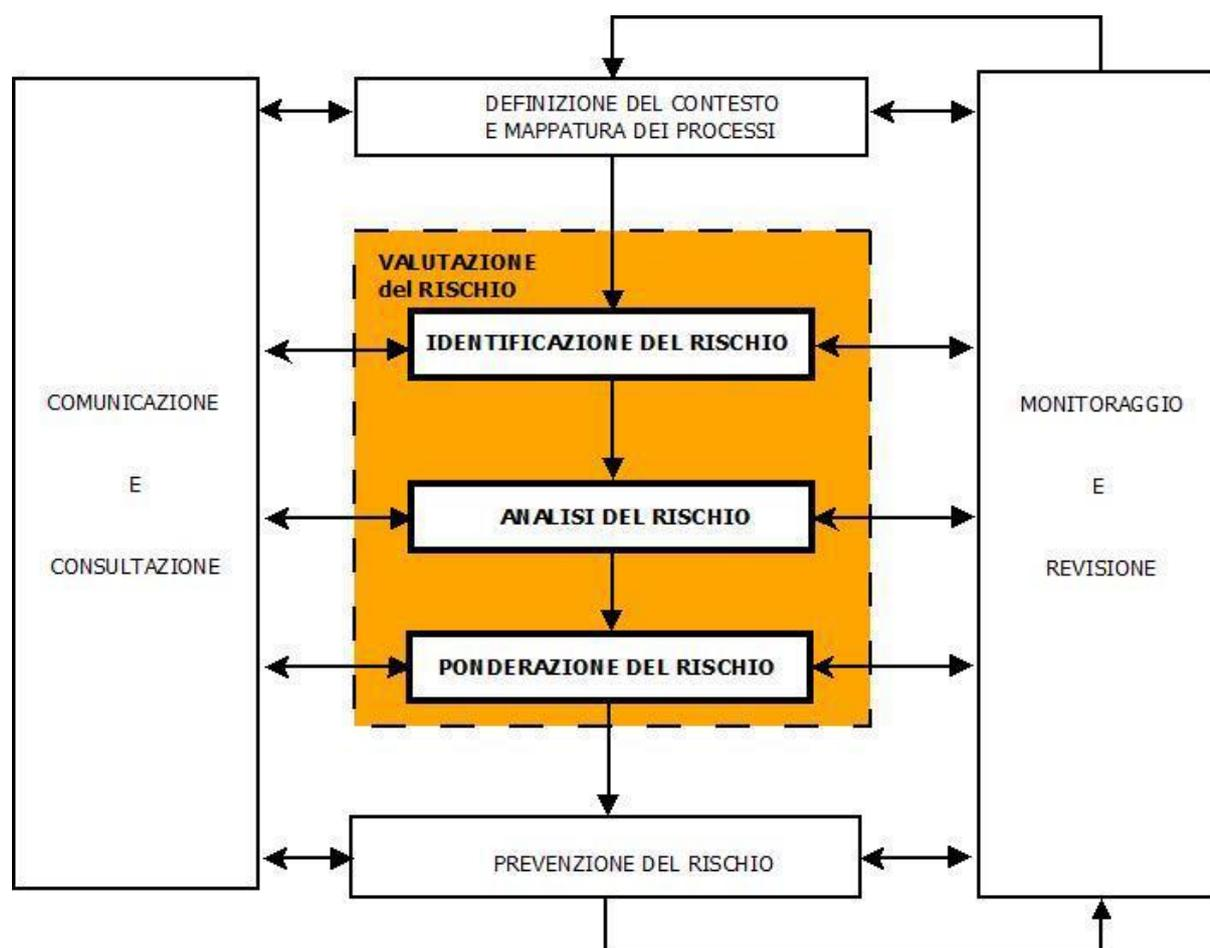 DEFINIZIONE DEL CONTESTO
E MAPPATURA DEI PROCESSI
VALUTAZIONE
del RISCHIO
IDENTIFICAZIONE DEL RISCHIO
ANALISI DEL RISCHIO
PONDERAZIONE DEL RISCHIO
PREVENZIONE DEL RISCHIO
COMUNICAZIONE
E
CONSULTAZIONE
MONITORAGGIO
E
REVISIONE